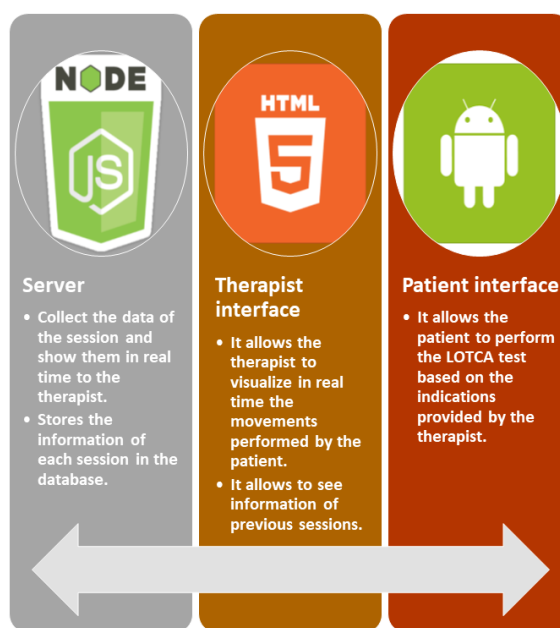 NODE
JS
Server
• Collect the data of
the session and
show them in real
time to the
therapist.
• Stores the
information of
each session in the
database.
HTML
5
Therapist
interface
• It allows the
therapist to
visualize in real
time the
movements
performed by the
patient.
• It allows to see
information of
previous sessions.
Patient interface
• It allows the
patient to perform
the LOTCA test
based on the
indications
provided by the
therapist.